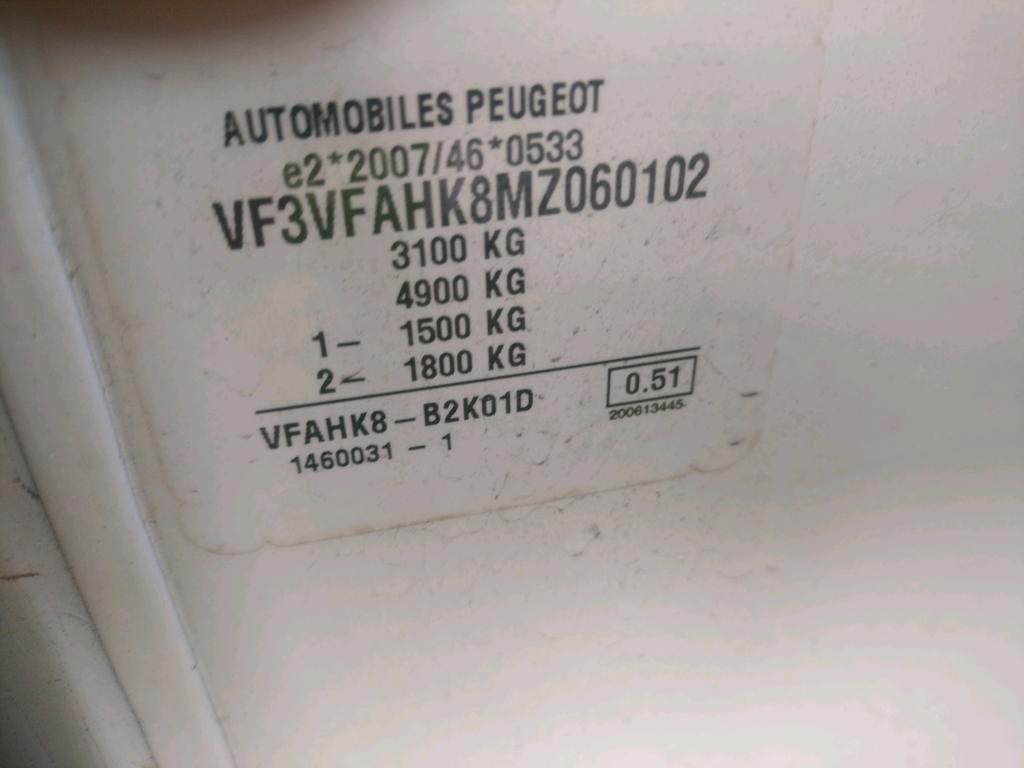 AUTOMOBILES PEUGEOT
e2*2007/46*0533
VF3VFAHK8MZ060102
3100 KG
4900 KG
1– 1500 KG
2– 1800 KG
VFAHK8–B2K01D 0.51
1460031 – 1 200613445